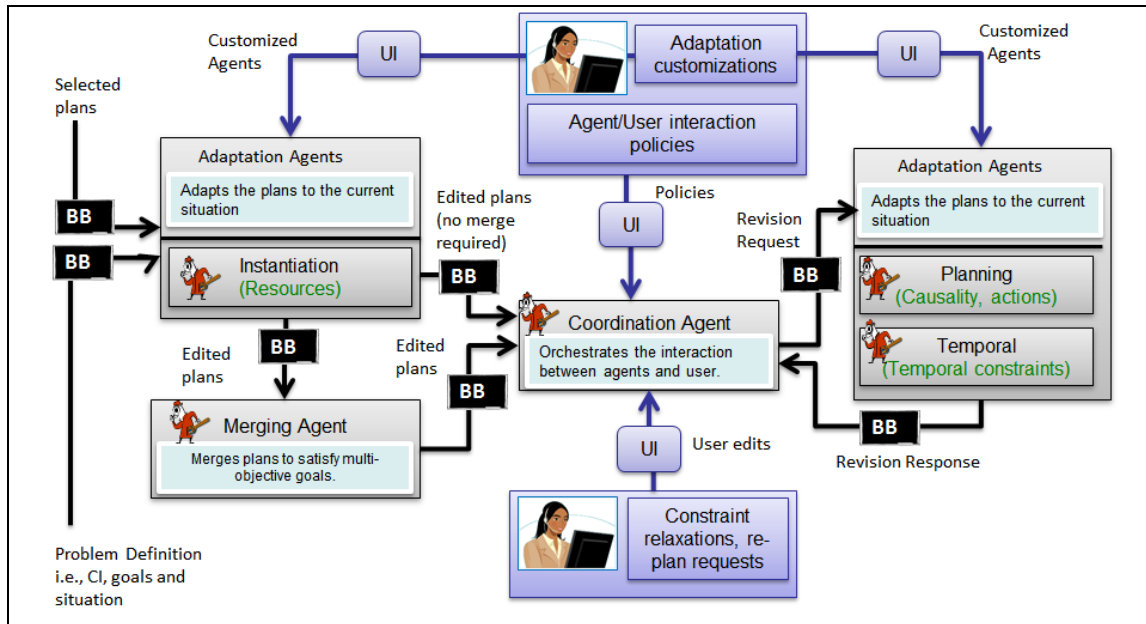 Customized
Agents
UI
Adaptation
customizations
UI
Customized
Agents
Selected
plans
Agent/User interaction
policies
Adaptation Agents
Adapts the plans to the current
situation
BB
BB
Instantiation
(Resources)
Edited plans
(no merge
required)
BB
Policies
UI
Revision
Request
BB
Adaptation Agents
Adapts the plans to the current
situation
Planning
(Causality, actions)
Temporal
(Temporal constraints)
Coordination Agent
Orchestrates the interaction
between agents and user.
BB
Edited
plans
Edited
plans
BB
Merging Agent
Merges plans to satisfy multi-
objective goals.
UI
User edits
BB
Revision Response
Constraint
relaxations, re-
plan requests
Problem Definition
i.e., CI, goals and
situation